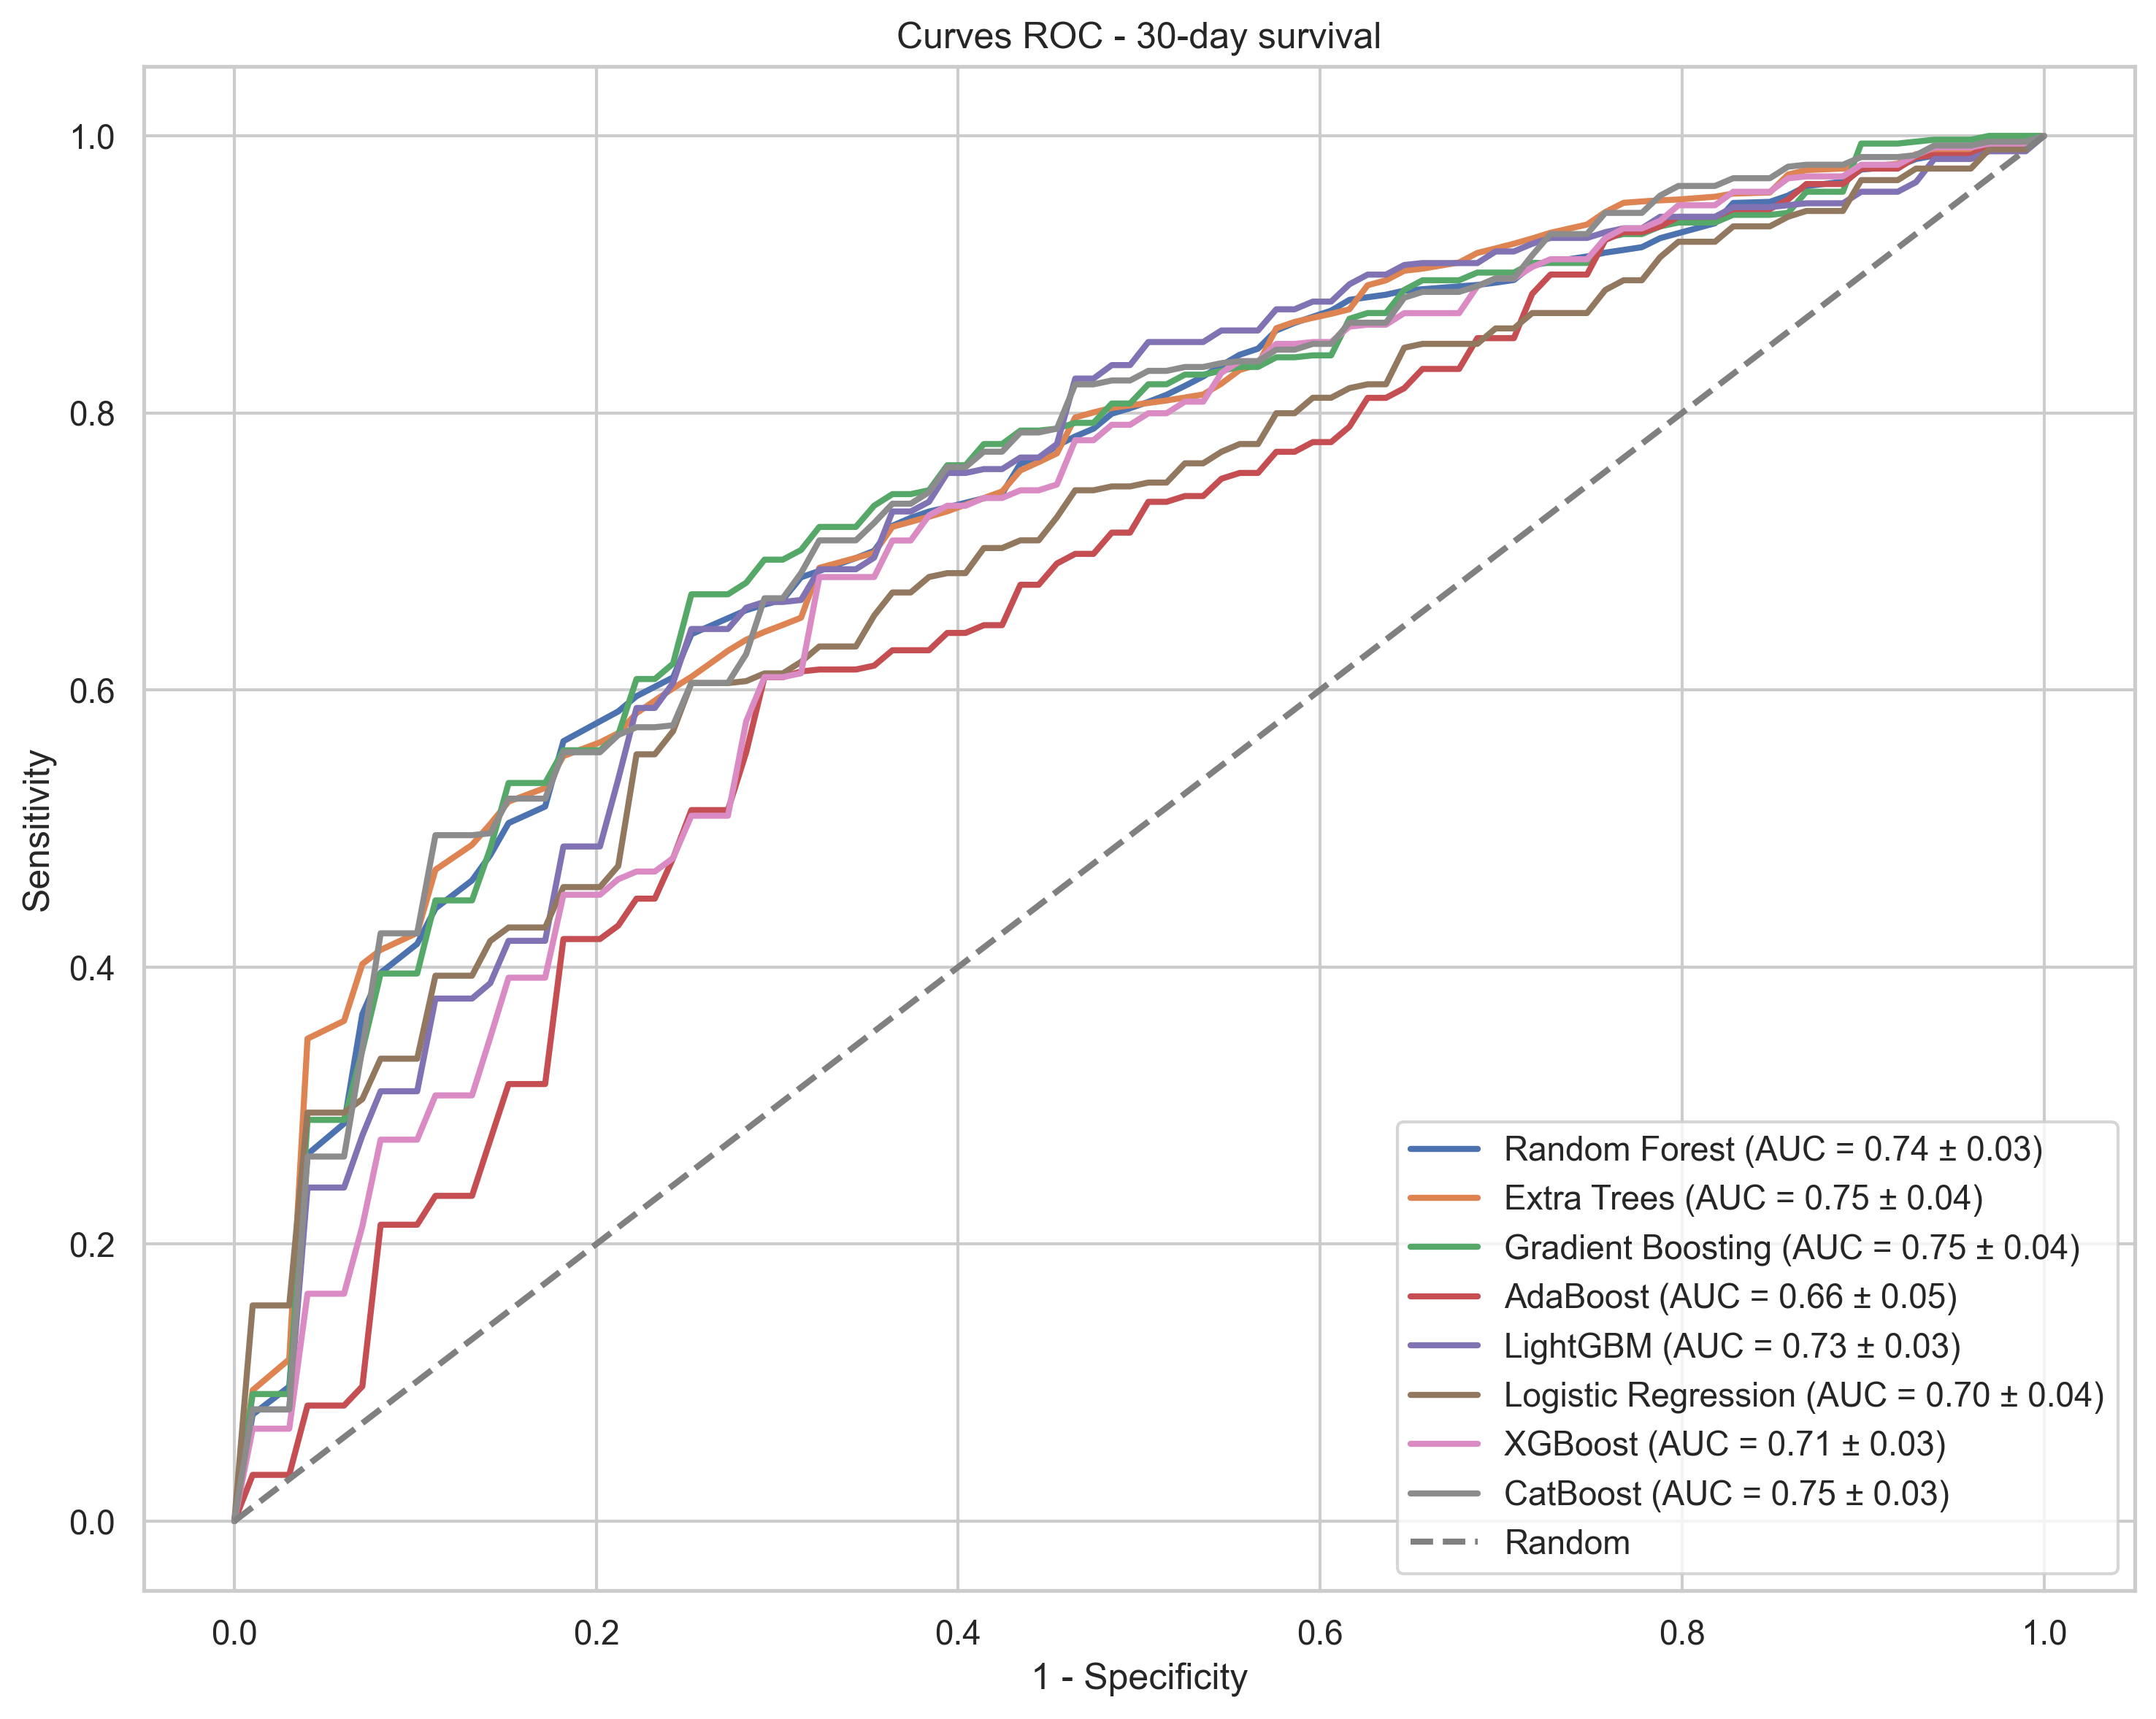 Curves ROC - 30-day survival
1.0
0.8
0.6
0.4
0.2
0.0
Sensitivity
0.0
0.2
0.4
0.6
0.8
1.0
1 - Specificity
Random Forest (AUC = 0.74 ± 0.03)
Extra Trees (AUC = 0.75 ± 0.04)
Gradient Boosting (AUC = 0.75 ± 0.04)
AdaBoost (AUC = 0.66 ± 0.05)
LightGBM (AUC = 0.73 ± 0.03)
Logistic Regression (AUC = 0.70 ± 0.04)
XGBoost (AUC = 0.71 ± 0.03)
CatBoost (AUC = 0.75 ± 0.03)
Random